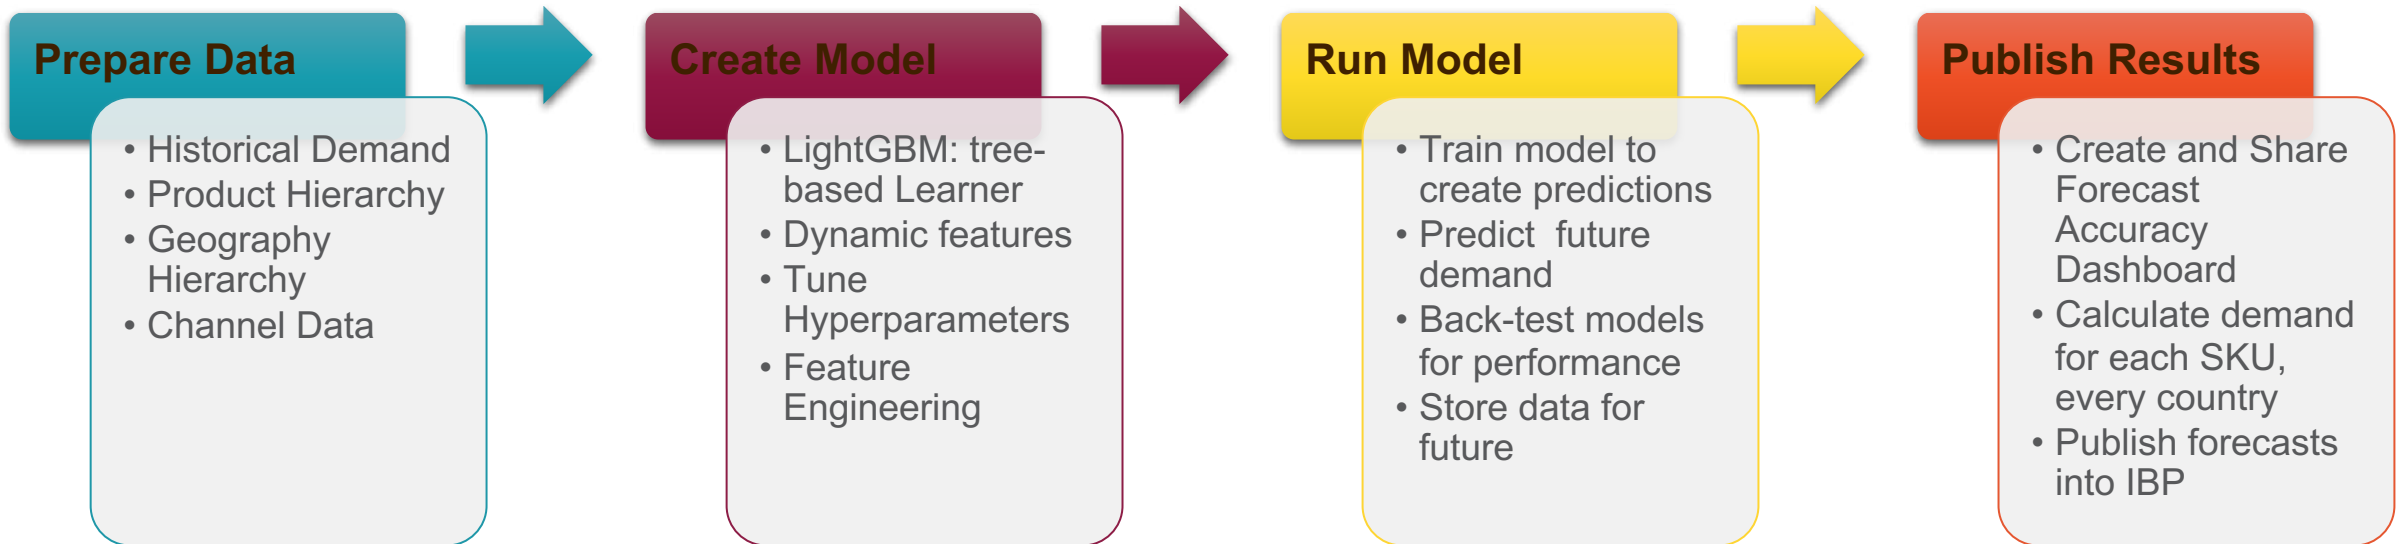 Prepare Data
• Historical Demand
• Product Hierarchy
• Geography
Hierarchy
• Channel Data
Create Model
• LightGBM: tree-
based Learner
• Dynamic features
• Tune
Hyperparameters
• Feature
Engineering
Run Model
• Train model to
create predictions
• Predict  future
demand
• Back-test models
for performance
• Store data for
future
Publish Results
• Create and Share
Forecast
Accuracy
Dashboard
• Calculate demand
for each SKU,
every country
• Publish forecasts
into IBP